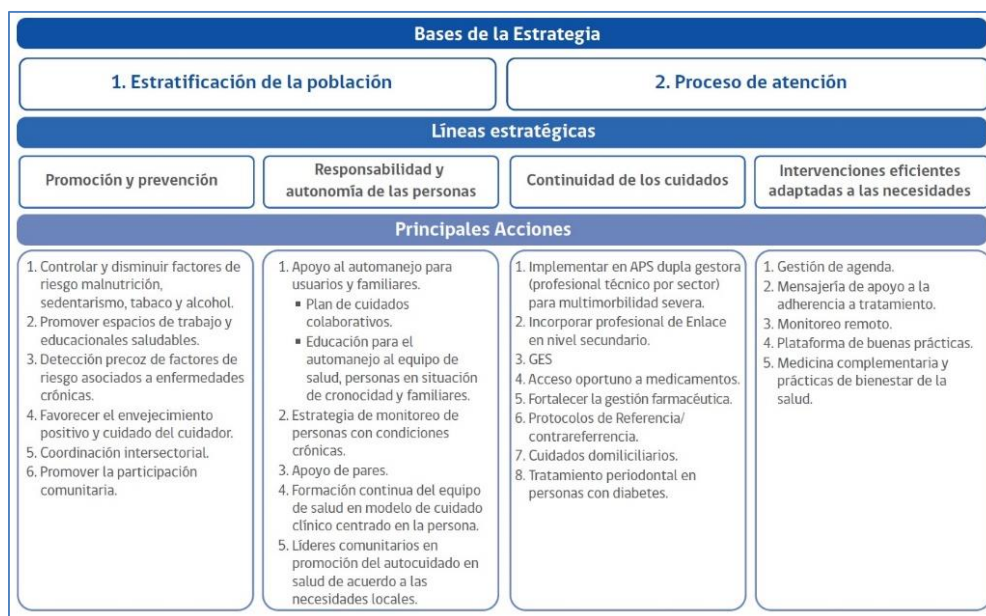 Bases de la Estrategia
1. Estratificación de la población
2. Proceso de atención
Líneas estratégicas
Promoción y prevención
Responsabilidad y
autonomía de las personas
Continuidad de los cuidados
Intervenciones eficientes
adaptadas a las necesidades
Principales Acciones
1. Controlar y disminuir factores de
riesgo malnutrición,
sedentarismo, tabaco y alcohol.
2. Promover espacios de trabajo y
educacionales saludables.
3. Detección precoz de factores de
riesgo asociados a enfermedades
crónicas.
4. Favorecer el envejecimiento
positivo y cuidado del cuidador.
5. Coordinación intersectorial.
6. Promover la participación
comunitaria.
1. Apoyo al automanejo para
usuarios y familiares.
▪ Plan de cuidados
colaborativos.
▪ Educación para el
automanejo al equipo de
salud, personas en situación
de cronocidad y familiares.
2. Estrategia de monitoreo de
personas con condiciones
crónicas.
3. Apoyo de pares.
4. Formación continua del equipo
de salud en modelo de cuidado
clínico centrado en la persona.
5. Líderes comunitarios en
promoción del autocuidado en
salud de acuerdo a las
necesidades locales.
1. Implementar en APS dupla gestora
(profesional técnico por sector)
para multimorbilidad severa.
2. Incorporar profesional de Enlace
en nivel secundario.
3. GES
4. Acceso oportuno a medicamentos.
5. Fortalecer la gestión farmacéutica.
6. Protocolos de Referencia/
contrareferrencia.
7. Cuidados domiliciliarios.
8. Tratamiento periodontal en
personas con diabetes.
1. Gestión de agenda.
2. Mensajería de apoyo a la
adherencia a tratamiento.
3. Monitoreo remoto.
4. Plataforma de buenas prácticas.
5. Medicina complementaria y
prácticas de bienestar de la
salud.